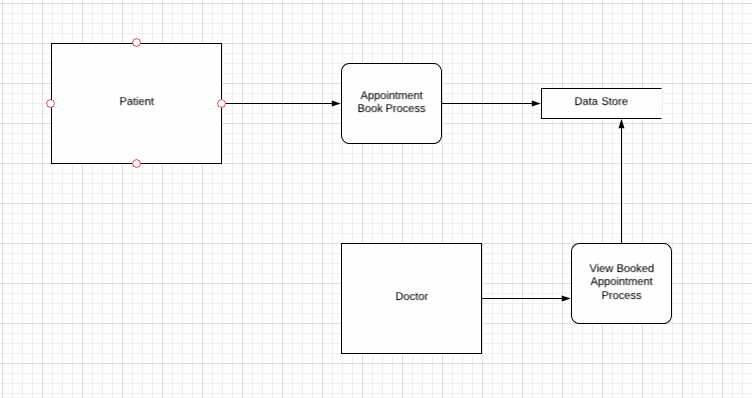 Patient
Appointment
Book Process
Data Store
Doctor
View Booked
Appointment
Process